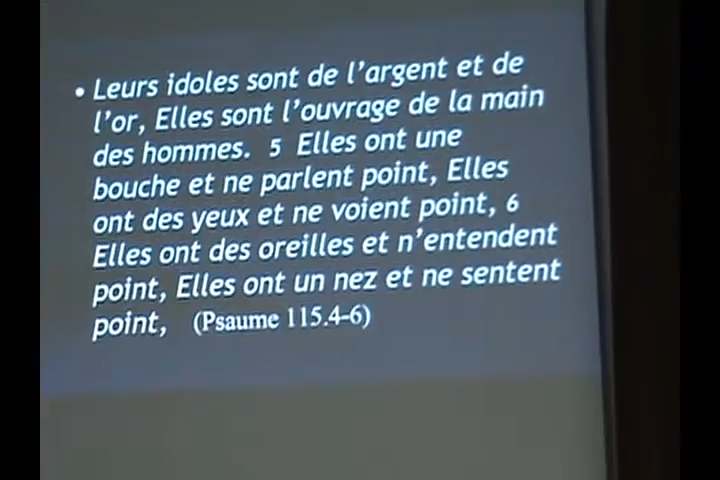 • Leurs idoles sont de l'argent et de
l'or, Elles sont l'ouvrage de la main
des hommes. 5 Elles ont une
bouche et ne parlent point, Elles
ont des yeux et ne voient point, 6
Elles ont des oreilles et n'entendent
point, Elles ont un nez et ne sentent
point, (Psaume 115.4-6)